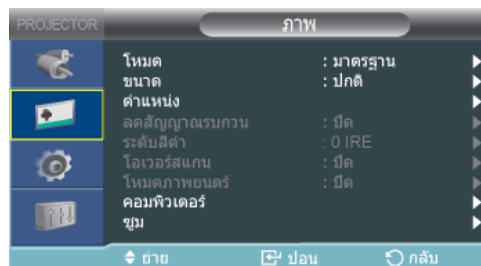 PROJECTOR ภาพ
โหมด : มาตรฐาน
ขนาด : ปกติ
ตำแหน่ง
ลดสัญญาณรบกวน : ปิด
ระดับสีดำ : 0 IRE
โอเวอร์สแกน : ปิด
โหมดภาพยนตร์ : ปิด
คอมพิวเตอร์
ซูม
ย้าย ป้อน กลับ